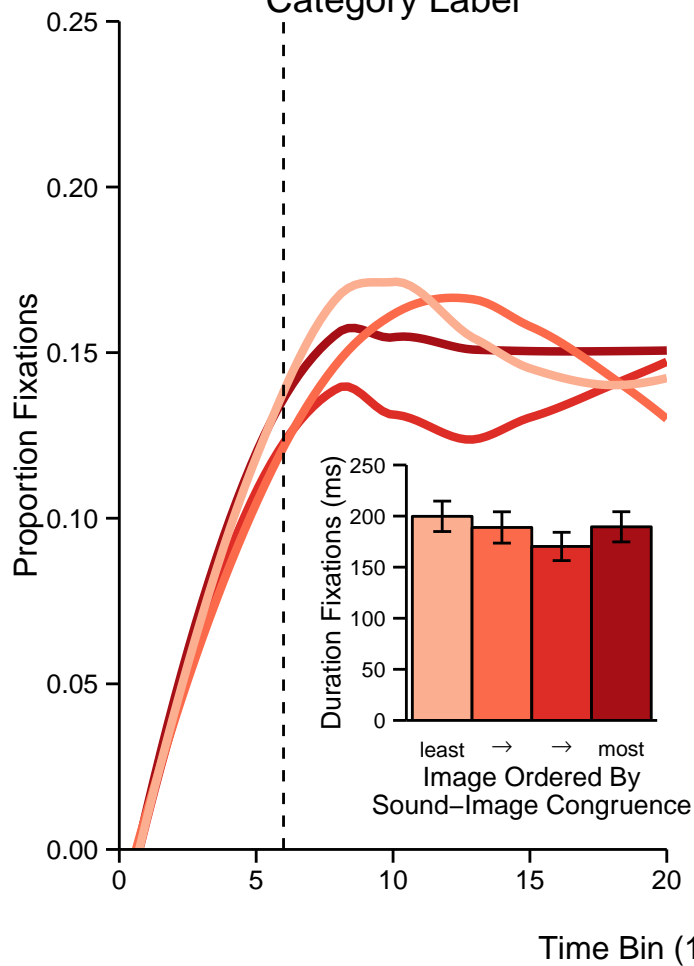 Category Label
0.25
0.20
0.15
0.10
0.05
0.00
Proportion Fixations
0 5 10 15 20
Time Bin (1
250
200
150
100
50
0
Duration Fixations (ms)
least → → most
Image Ordered By
Sound−Image Congruence